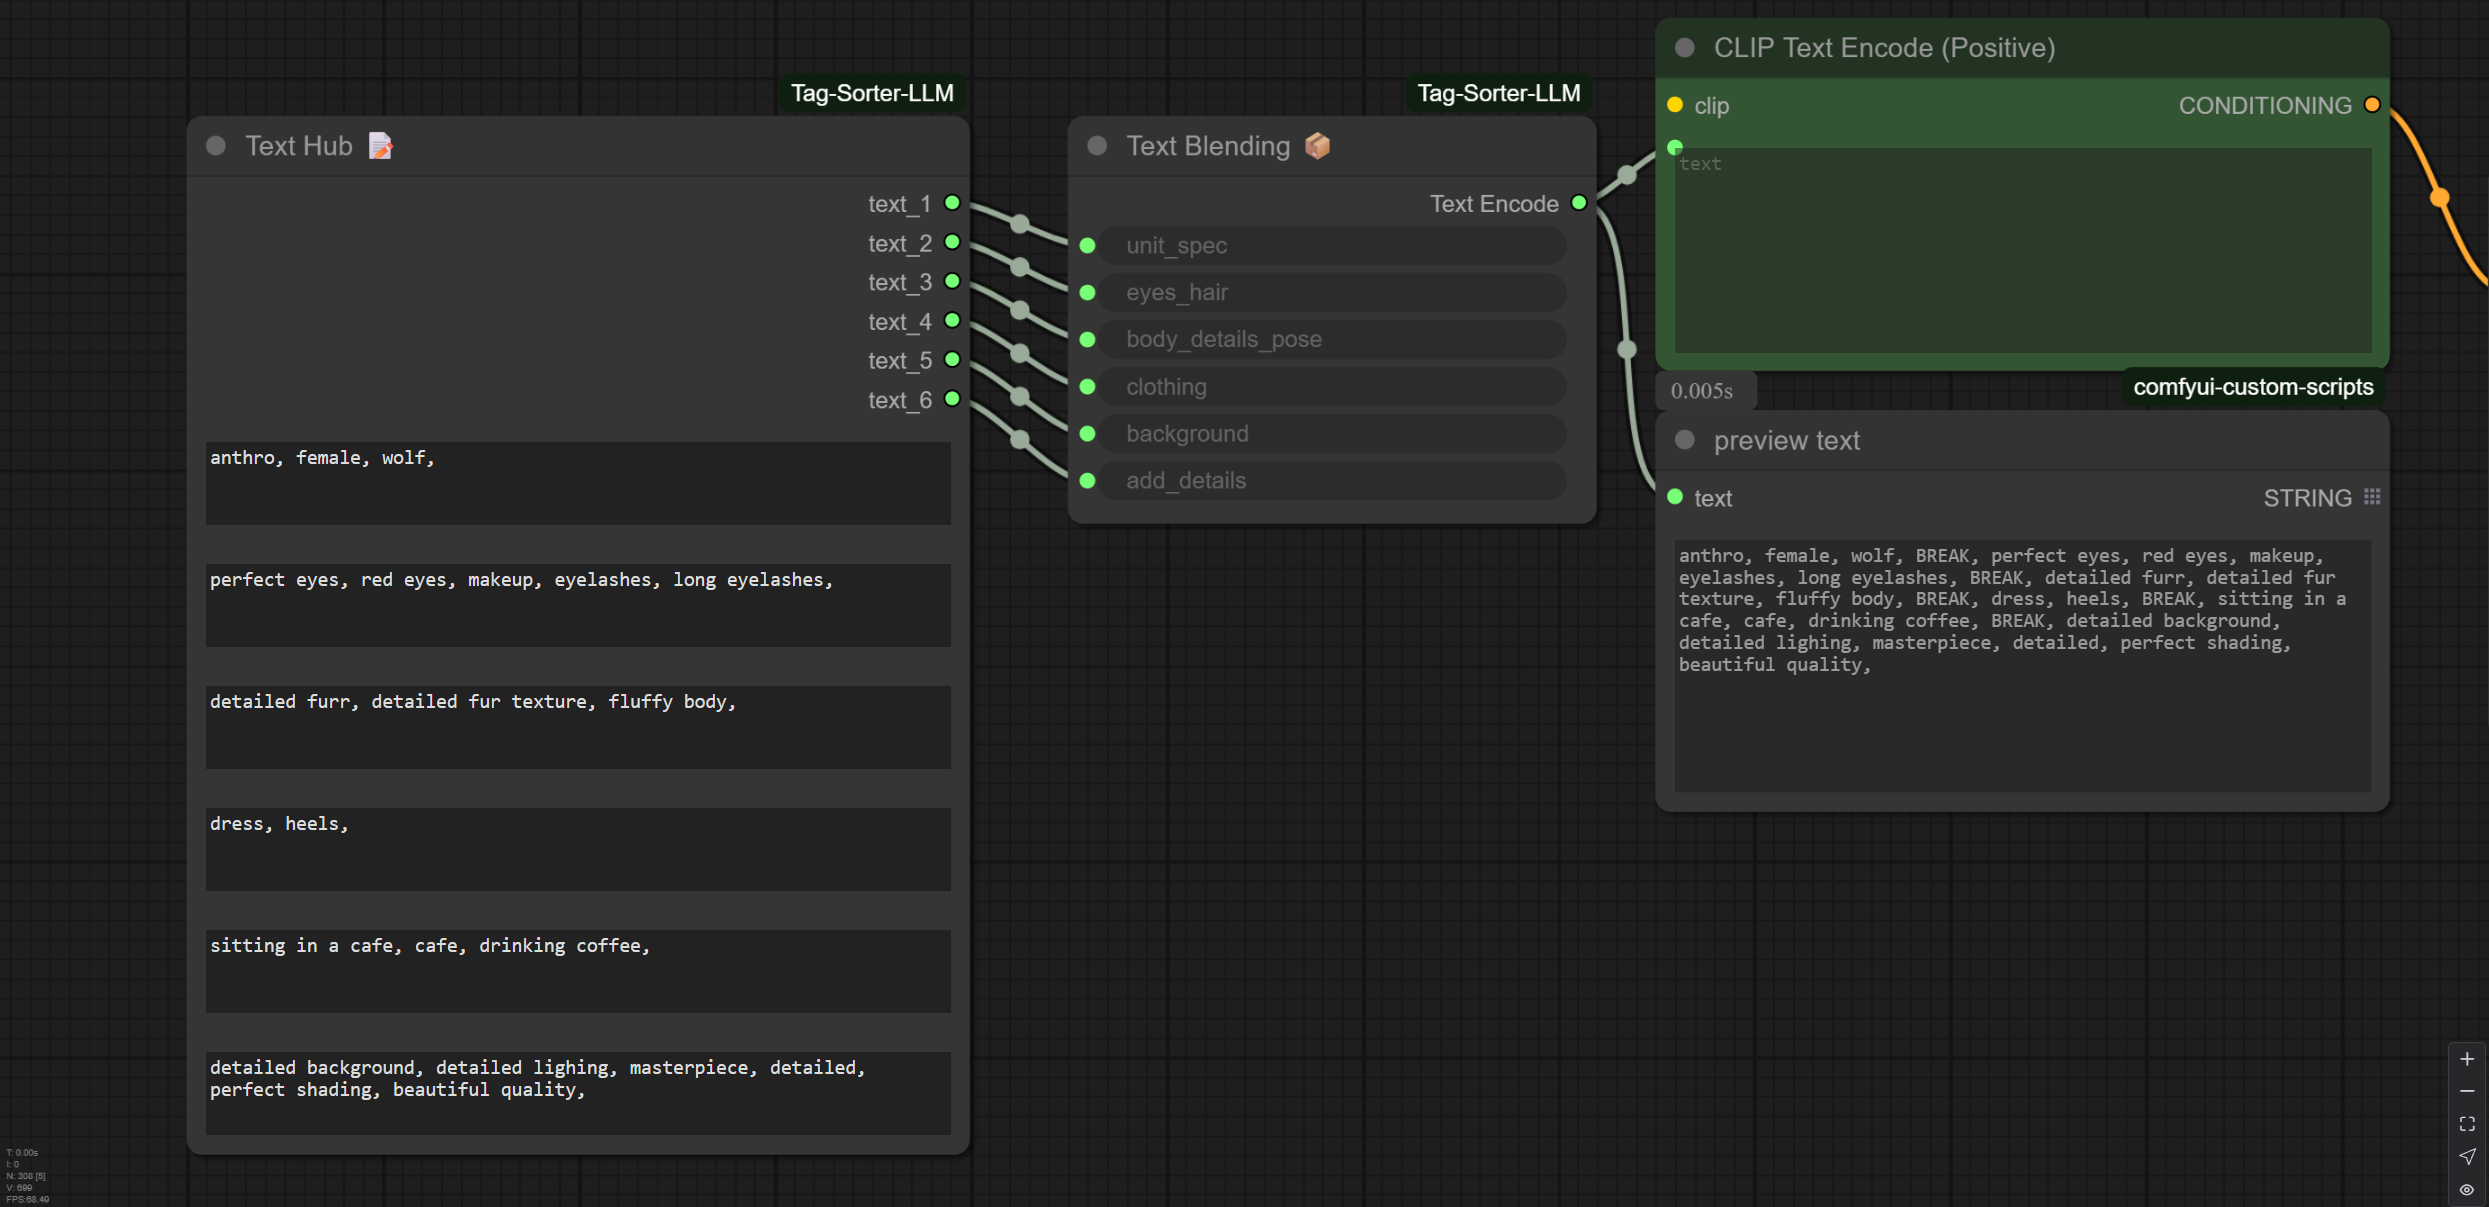 Tag-Sorter-LLM
Text Hub
text_1
text_2
text_3
text_4
text_5
text_6
anthro, female, wolf,
perfect eyes, red eyes, makeup, eyelashes, long eyelashes,
detailed furr, detailed fur texture, fluffy body,
dress, heels,
sitting in a cafe, cafe, drinking coffee,
detailed background, detailed lighing, masterpiece, detailed,
perfect shading, beautiful quality,
Tag-Sorter-LLM
Text Blending
Text Encode
unit_spec
eyes_hair
body_details_pose
clothing
background
add_details
CLIP Text Encode (Positive)
clip
CONDITIONING
text
0.005s
comfyui-custom-scripts
preview text
text
STRING
anthro, female, wolf, BREAK, perfect eyes, red eyes, makeup,
eyelashes, long eyelashes, BREAK, detailed furr, detailed fur
texture, fluffy body, BREAK, dress, heels, BREAK, sitting in a
cafe, cafe, drinking coffee, BREAK, detailed background,
detailed lighing, masterpiece, detailed, perfect shading,
beautiful quality,
T: 0.00s
I: 0
N: 308 [5]
V: 699
FPS:68.49